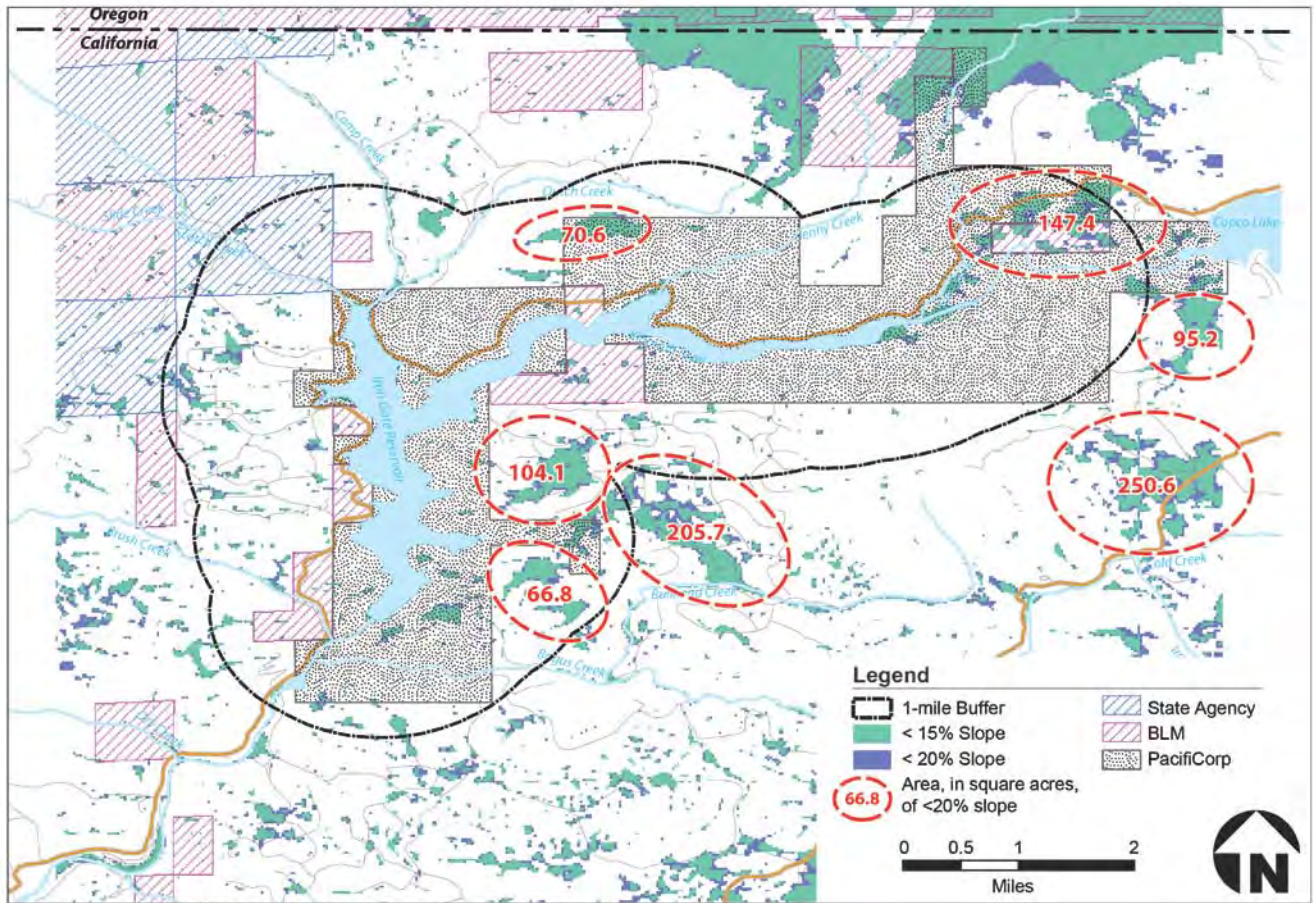 Oregon
California
Camp Creek
Dutch Creek
Jenny Creek
Copco Lake
70.6
147.4
95.2
Iron Gate Reservoir
104.1
250.6
205.7
Brush Creek
Cold Creek
66.8
Bogus Creek
Legend
1-mile Buffer
< 15% Slope
< 20% Slope
66.8
Area, in square acres,
of <20% slope
State Agency
BLM
PacifiCorp
0 0.5 1 2
Miles
N